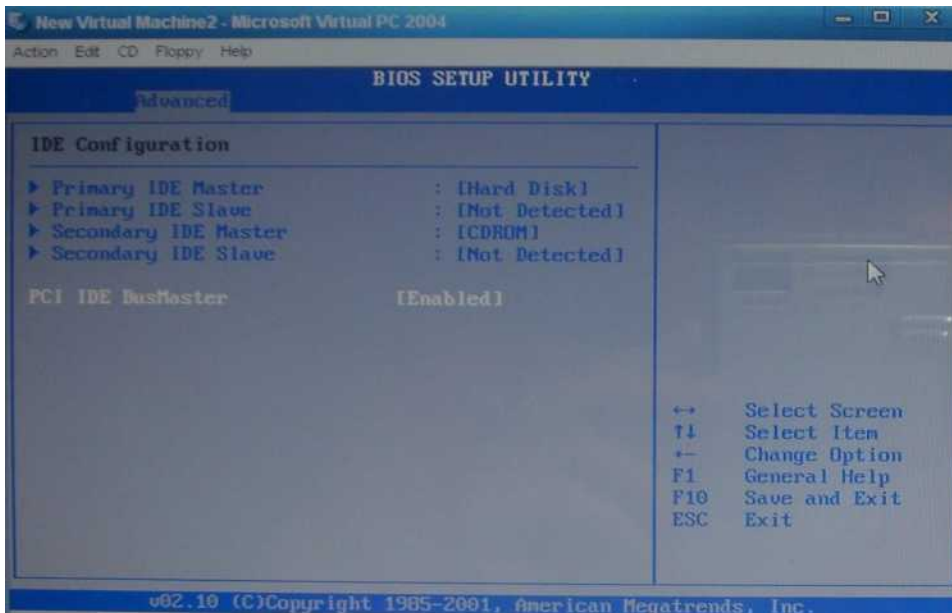 New Virtual Machine2 - Microsoft Virtual PC 2004
Action Edit CD Floppy Help
BIOS SETUP UTILITY
Advanced
IDE Configuration
Primary IDE Master : [Hard Disk]
Primary IDE Slave : [Not Detected]
Secondary IDE Master : [CDROM]
Secondary IDE Slave : [Not Detected]
PCI IDE BusMaster [Enabled]
←→ Select Screen
↑↓ Select Item
+- Change Option
F1 General Help
F10 Save and Exit
ESC Exit
v02.10 (C)Copyright 1985-2001, American Megatrends, Inc.